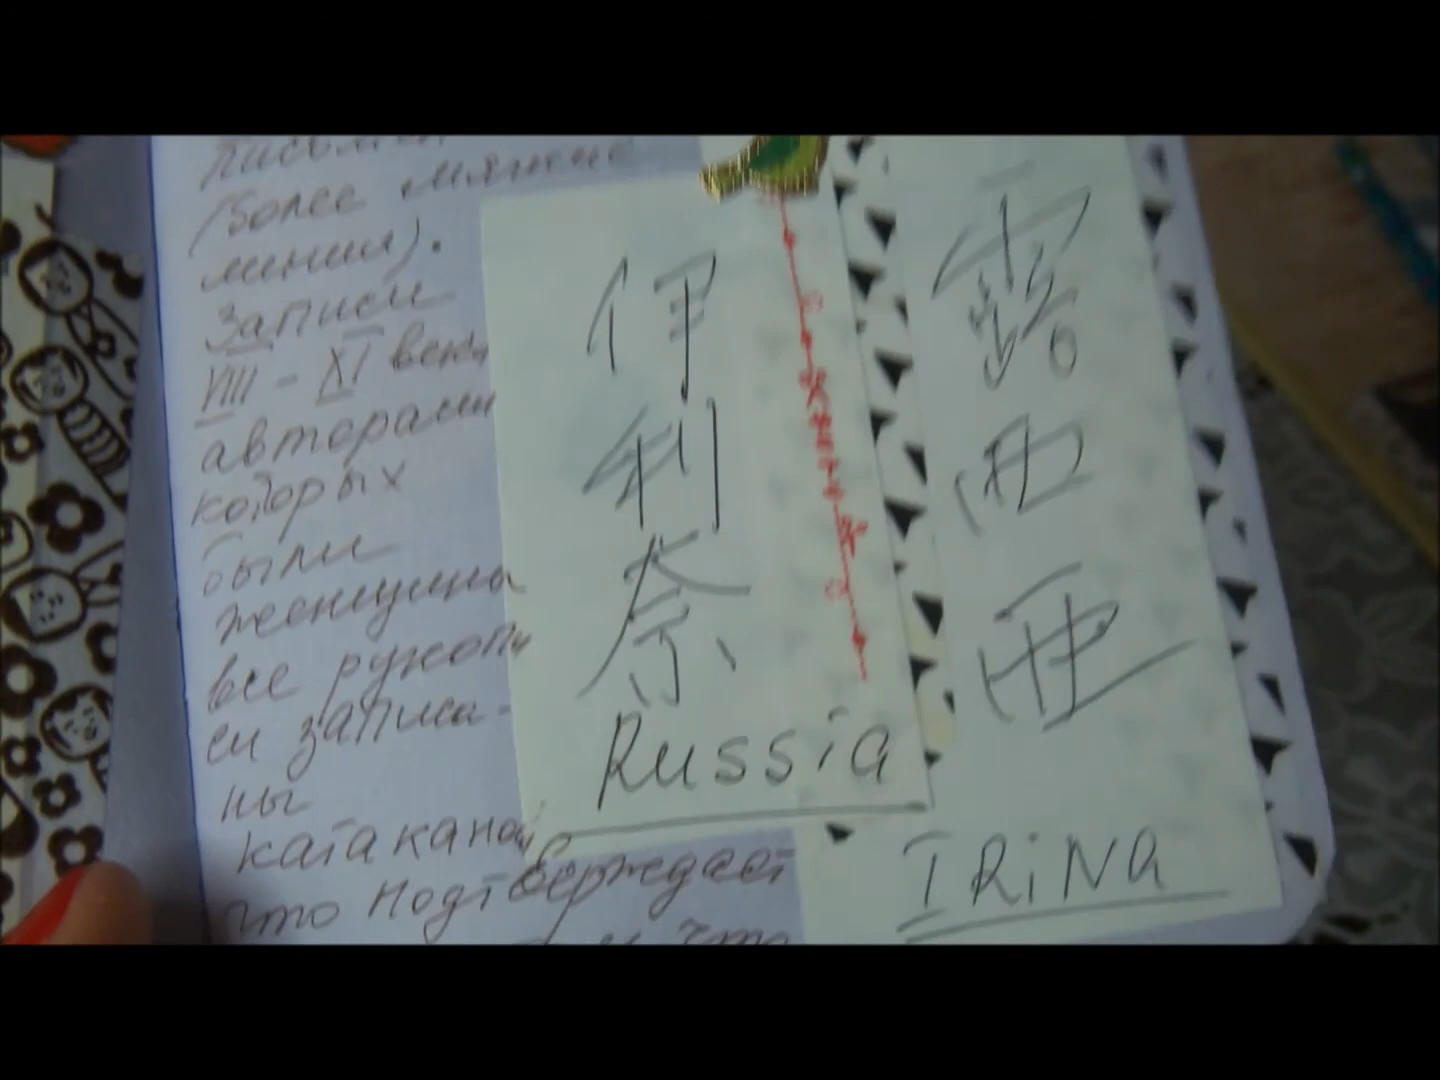 (более мягкие
линии).
Записи
VIII - XI века,
авторами
которых
были
женщины
все рукопи
си записа-
ны
катаканой
что подтверждает
что
伊
利
奈
Russia
露
西
亜
IRiNa